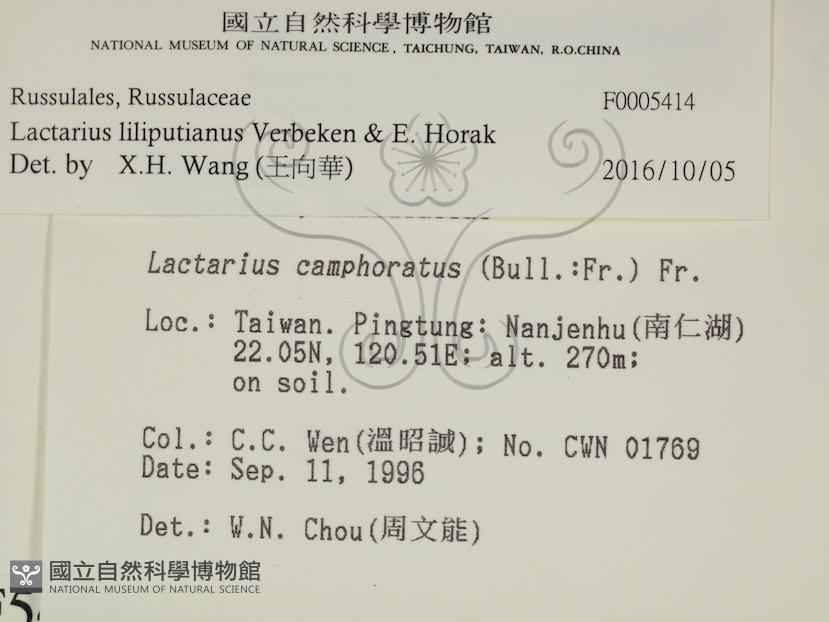 國立自然科學博物館
NATIONAL MUSEUM OF NATURAL SCIENCE, TAICHUNG, TAIWAN, R.O.CHINA
Russulales, Russulaceae F0005414
Lactarius liliputianus Verbeken & E. Horak
Det. by X.H. Wang (王向華) 2016/10/05
Lactarius camphoratus (Bull.:Fr.) Fr.
Loc.: Taiwan. Pingtung: Nanjenhu(南仁湖)
22.05N, 120.51E; alt. 270m;
on soil.
Col.: C.C. Wen(溫昭誠); No. CWN 01769
Date: Sep. 11, 1996
Det.: W.N. Chou(周文能)
國立自然科學博物館
NATIONAL MUSEUM OF NATURAL SCIENCE